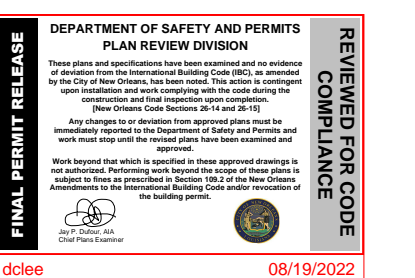 FINAL PERMIT RELEASE
DEPARTMENT OF SAFETY AND PERMITS
PLAN REVIEW DIVISION
These plans and specifications have been examined and no evidence
of deviation from the International Building Code (IBC), as amended
by the City of New Orleans, has been noted. This action is contingent
upon installation and work complying with the code during the
construction and final inspection upon completion.
[New Orleans Code Sections 26-14 and 26-15]
Any changes to or deviation from approved plans must be
immediately reported to the Department of Safety and Permits and
work must stop until the revised plans have been examined and
approved.
Work beyond that which is specified in these approved drawings is
not authorized. Performing work beyond the scope of these plans is
subject to fines as prescribed in Section 109.2 of the New Orleans
Amendments to the International Building Code and/or revocation of
the building permit.
Jay P. Dufour, AIA
Chief Plans Examiner
REVIEWED FOR CODE
COMPLIANCE
dclee
08/19/2022